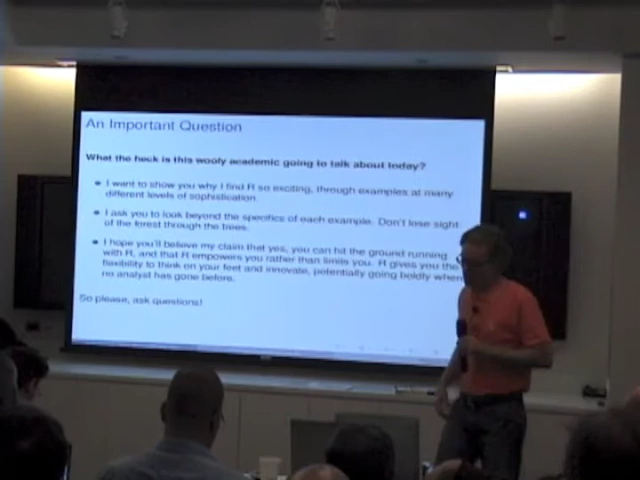 An Important Question
What the heck is this wooly academic going to talk about today?
I want to show you why I find R so exciting, through examples at many
different levels of sophistication.
I ask you to look beyond the specifics of each example. Don't lose sight
of the forest through the trees.
I hope you'll believe my claim that yes, you can hit the ground running
with R, and that R empowers you rather than limits you. R gives you the
flexibility to think on your feet and innovate, potentially going boldly where
no analyst has gone before.
So please, ask questions!